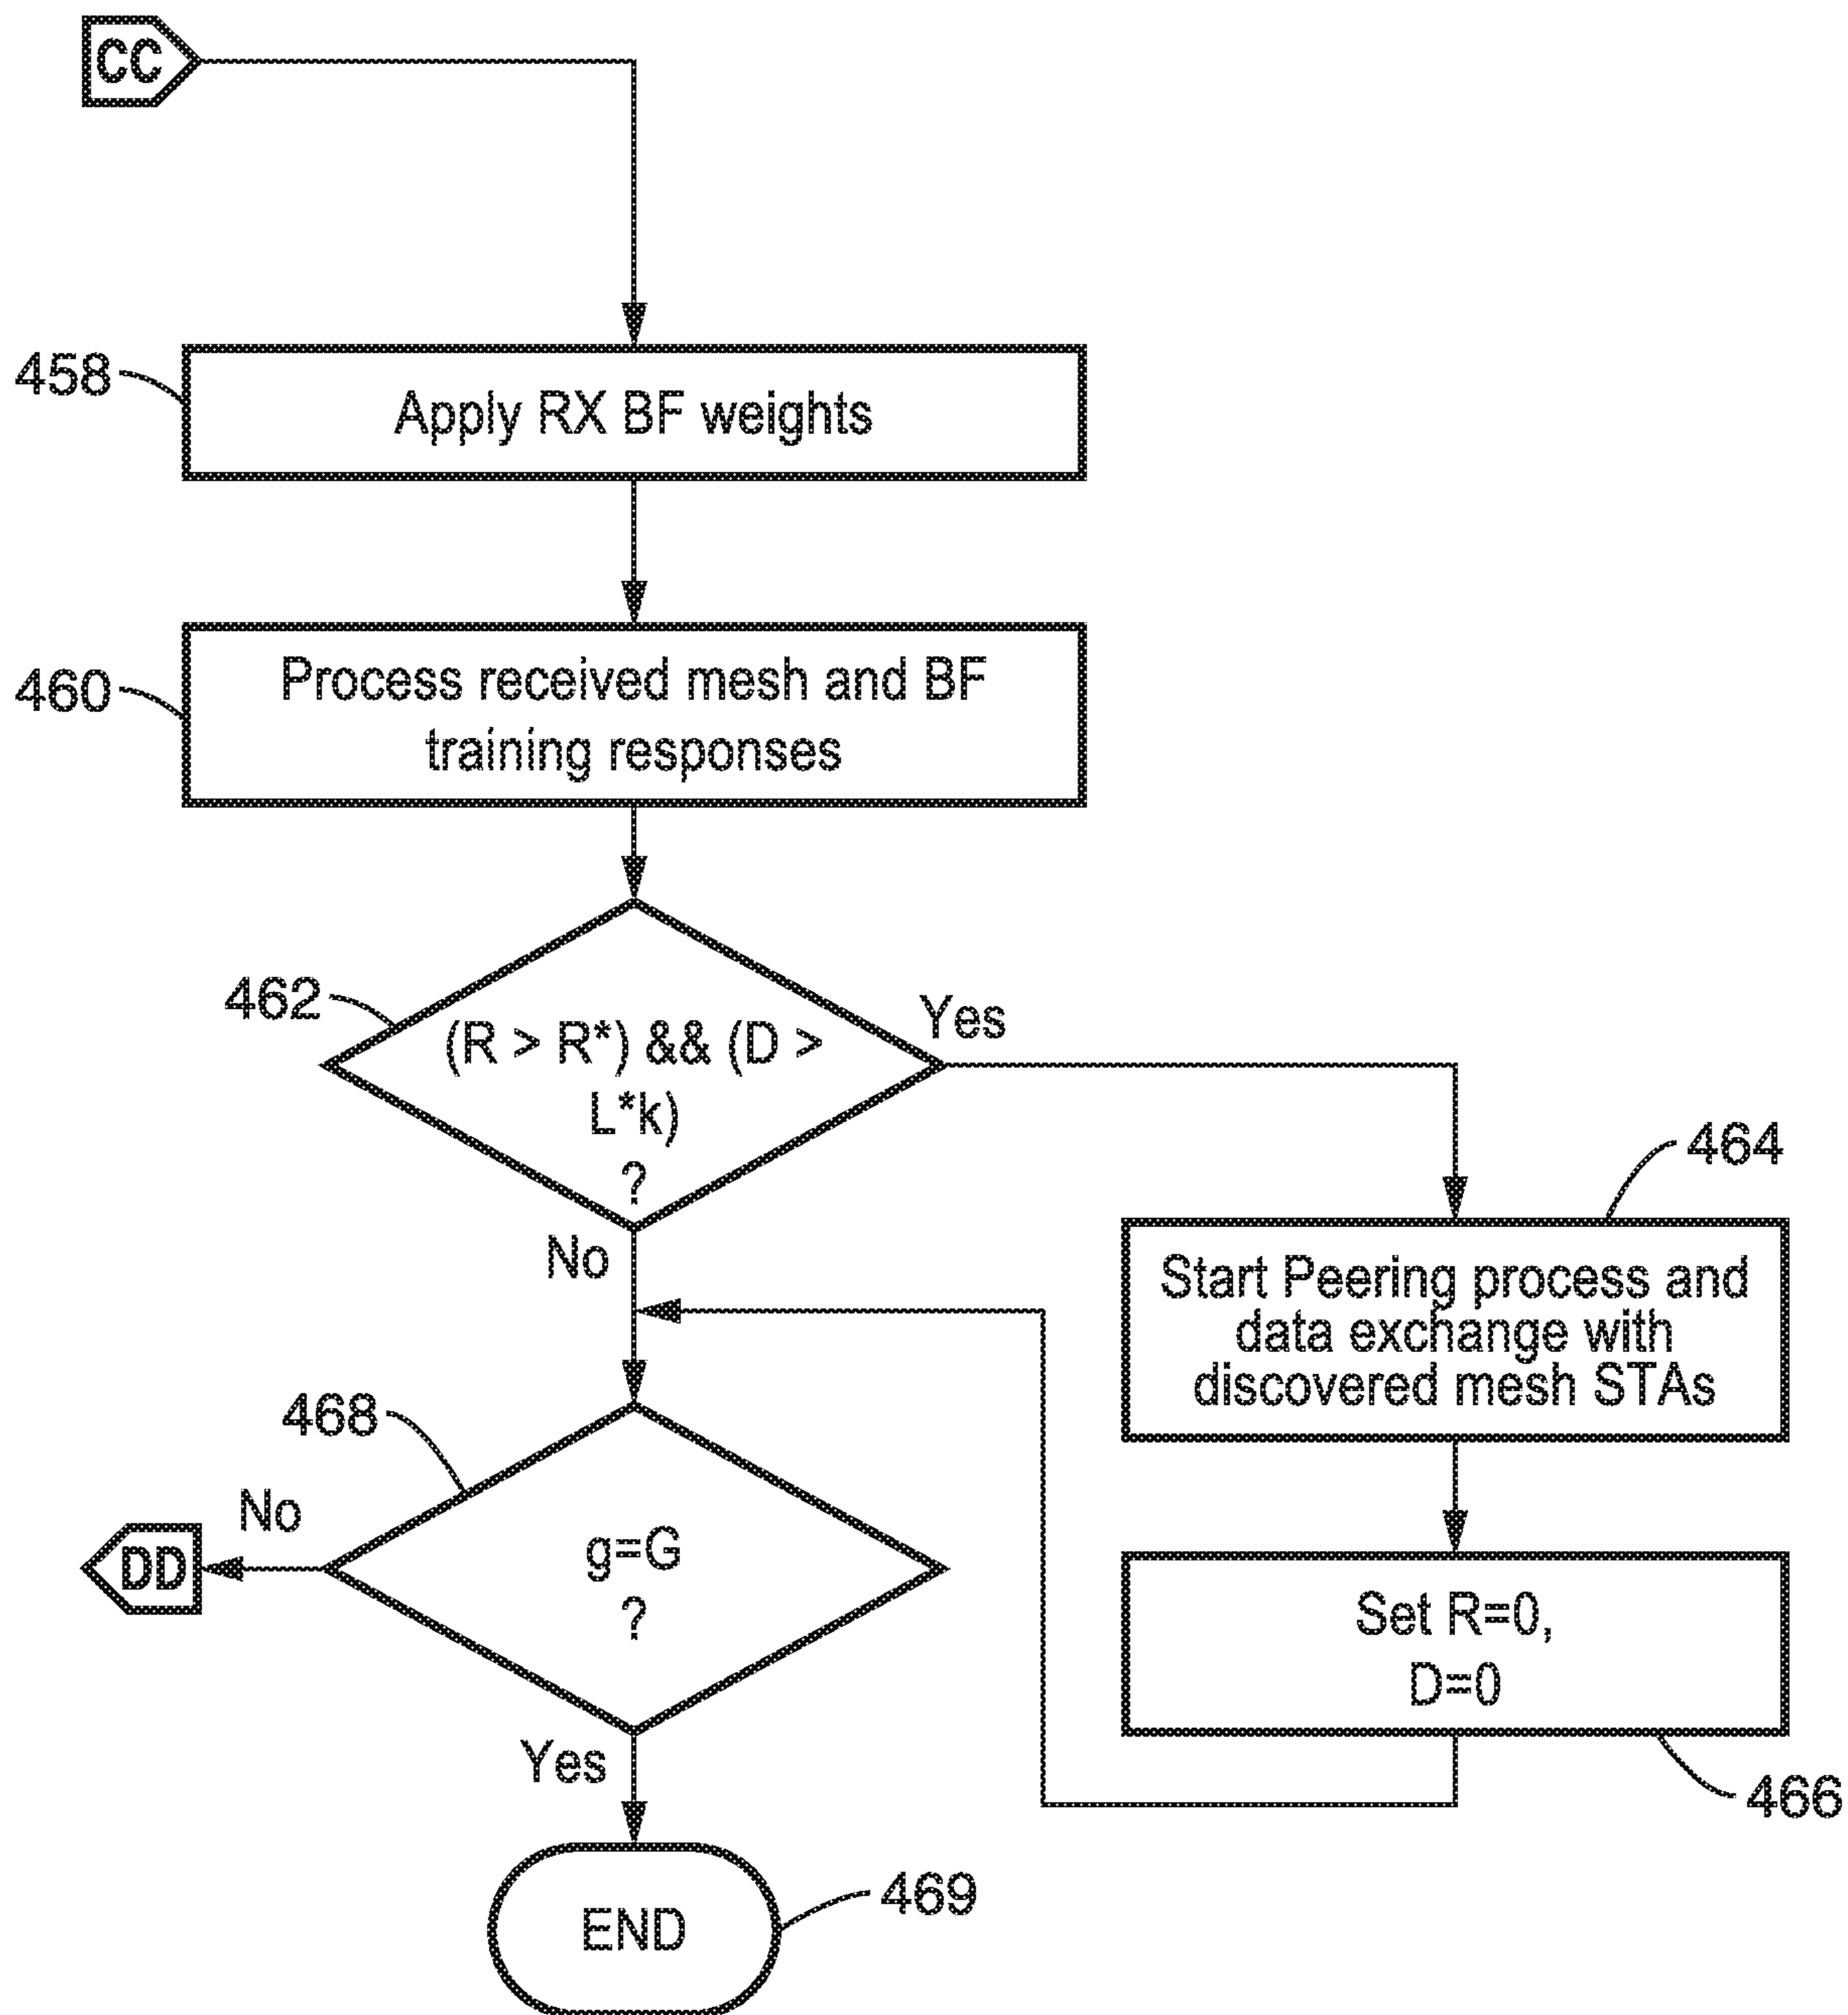 CC
458
Apply RX BF weights
460
Process received mesh and BF
training responses
462
(R > R*) && (D >
L*k)
?
Yes
No
464
Start Peering process and
data exchange with
discovered mesh STAs
468
No
DD
g=G
?
Set R=0,
D=0
466
Yes
END
469